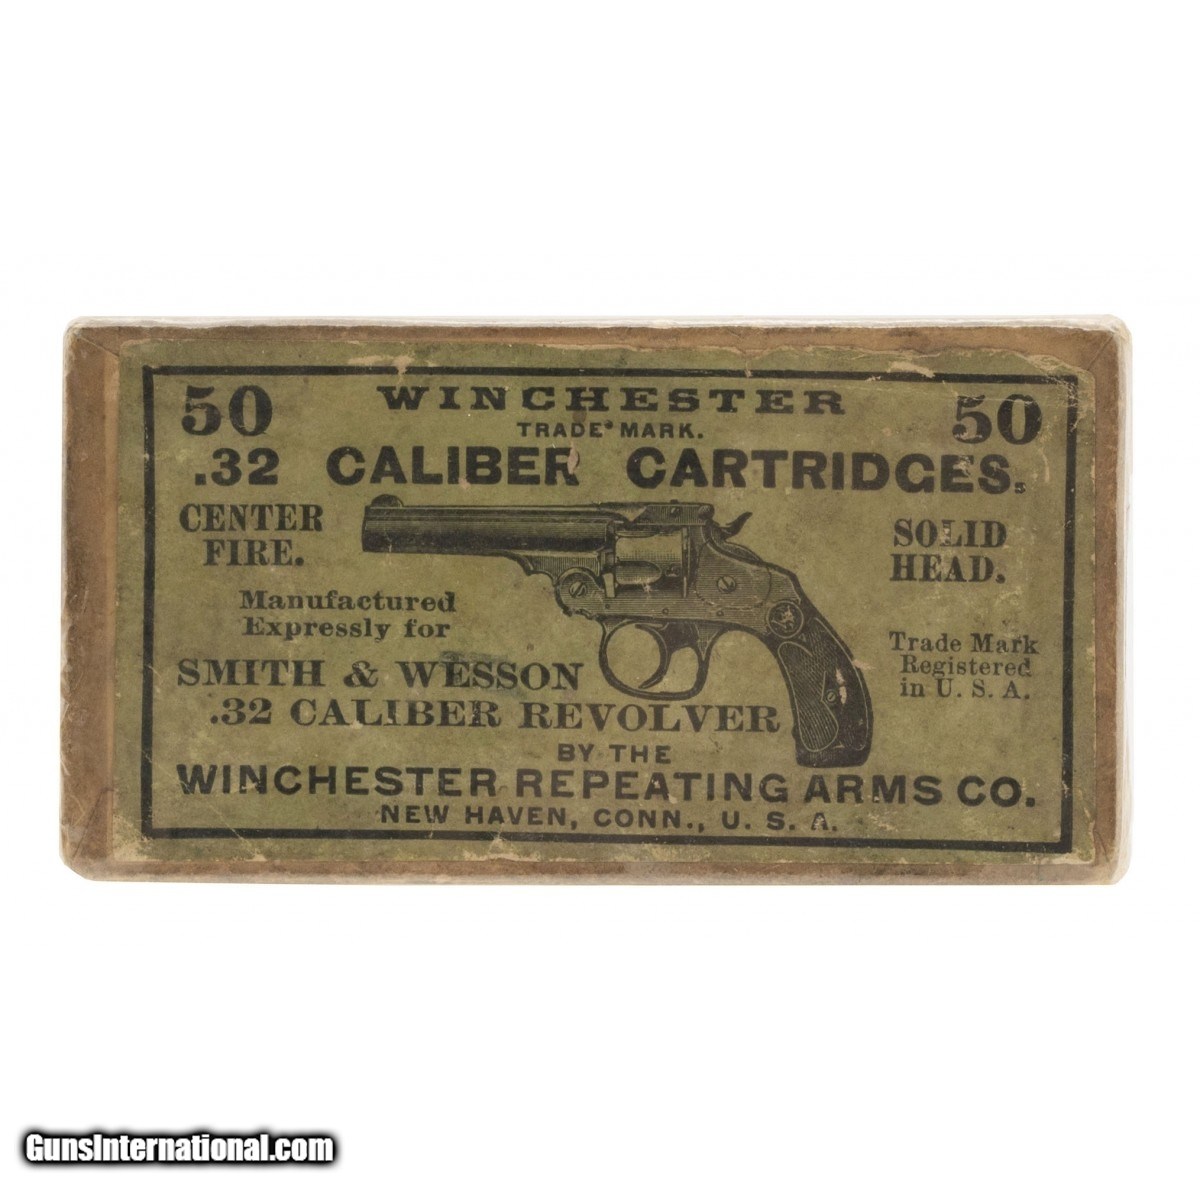 50 WINCHESTER 50
TRADE MARK.
.32 CALIBER CARTRIDGES.
CENTER
FIRE.
SOLID
HEAD.
Manufactured
Expressly for
Trade Mark
Registered
in U. S. A.
SMITH & WESSON
.32 CALIBER REVOLVER
BY THE
WINCHESTER REPEATING ARMS CO.
NEW HAVEN, CONN., U. S. A.
GunsInternational.com